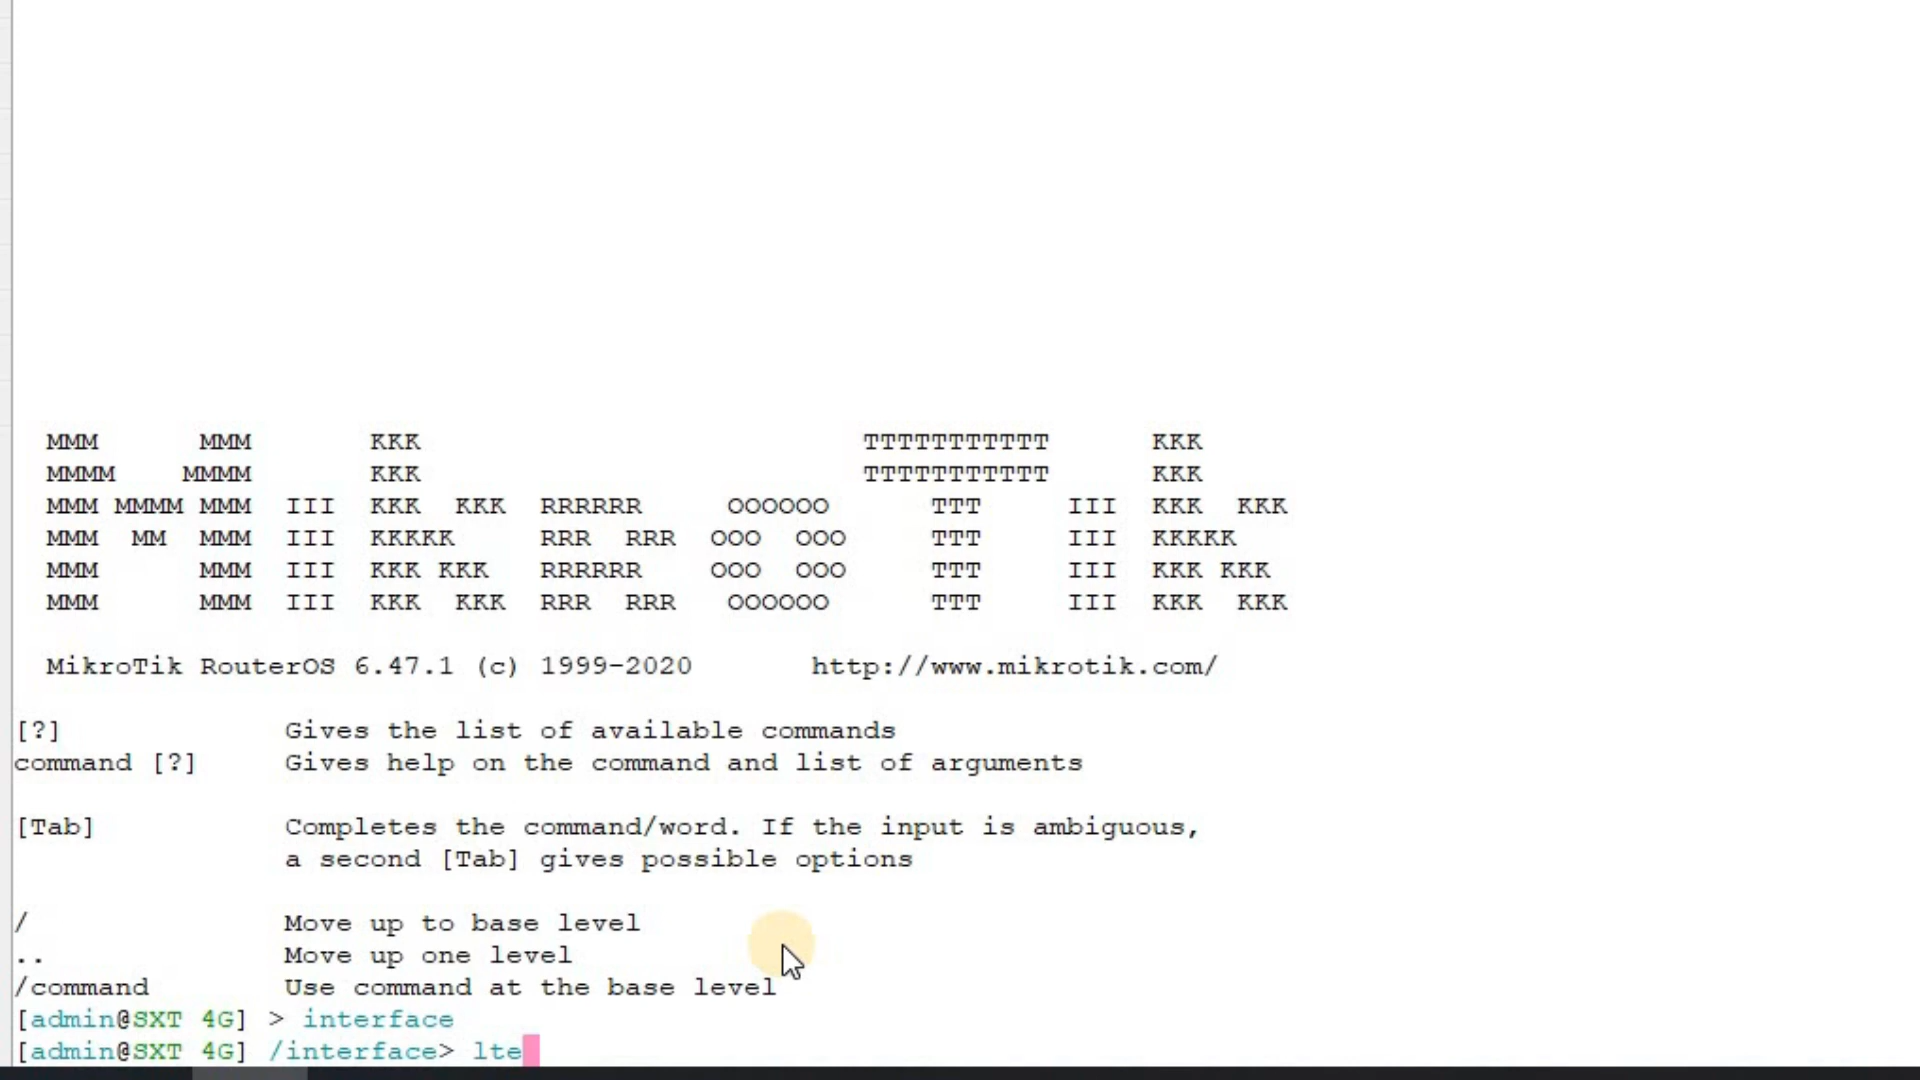 MMM      MMM       KKK                          TTTTTTTTTTT      KKK
MMMM    MMMM       KKK                          TTTTTTTTTTT      KKK
MMM MMMM MMM  III  KKK  KKK  RRRRRR     OOOOOO      TTT     III  KKK  KKK
MMM  MM  MMM  III  KKKKK     RRR  RRR  OOO  OOO     TTT     III  KKKKK
MMM      MMM  III  KKK KKK   RRRRRR    OOO  OOO     TTT     III  KKK KKK
MMM      MMM  III  KKK  KKK  RRR  RRR   OOOOOO      TTT     III  KKK  KKK
MikroTik RouterOS 6.47.1 (c) 1999-2020       http://www.mikrotik.com/
[?]             Gives the list of available commands
command [?]     Gives help on the command and list of arguments
[Tab]           Completes the command/word. If the input is ambiguous,
                a second [Tab] gives possible options
/               Move up to base level
..              Move up one level
/command        Use command at the base level
[admin@SXT 4G] > interface
[admin@SXT 4G] /interface> lte